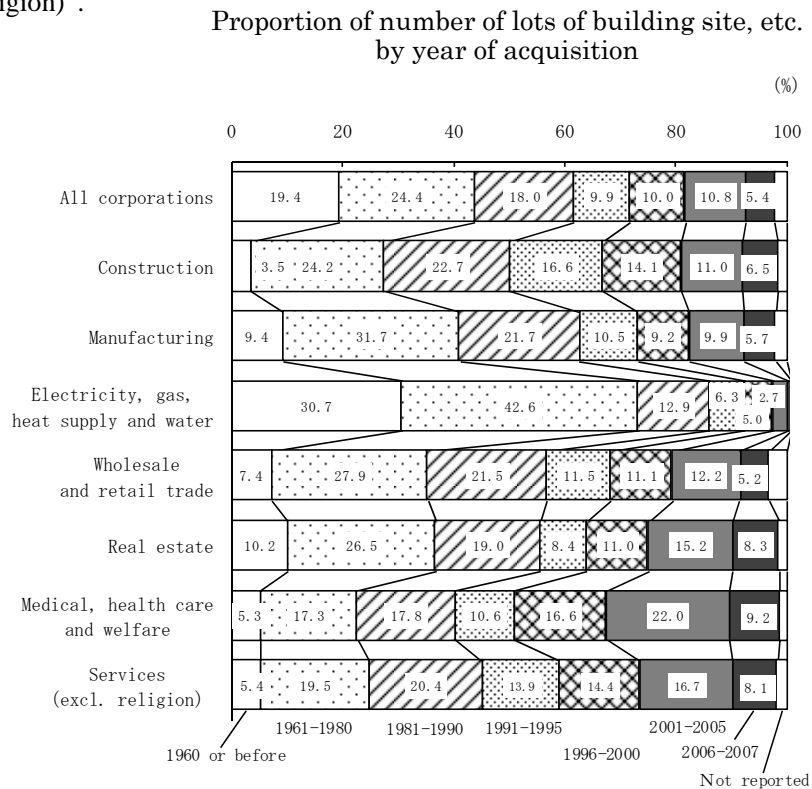 igion)".
Proportion of number of lots of building site, etc.
by year of acquisition
(%)
0 20 40 60 80 100
All corporations 19.4 24.4 18.0 9.9 10.0 10.8 5.4
Construction 3.5 24.2 22.7 16.6 14.1 11.0 6.5
Manufacturing 9.4 31.7 21.7 10.5 9.2 9.9 5.7
Electricity, gas,
heat supply and water 30.7 42.6 12.9 6.3 5.0 2.7
Wholesale
and retail trade 7.4 27.9 21.5 11.5 11.1 12.2 5.2
Real estate 10.2 26.5 19.0 8.4 11.0 15.2 8.3
Medical, health care
and welfare 5.3 17.3 17.8 10.6 16.6 22.0 9.2
Services
(excl. religion) 5.4 19.5 20.4 13.9 14.4 16.7 8.1
1961-1980 1981-1990 1991-1995 2001-2005
1960 or before 1996-2000 2006-2007
Not reported